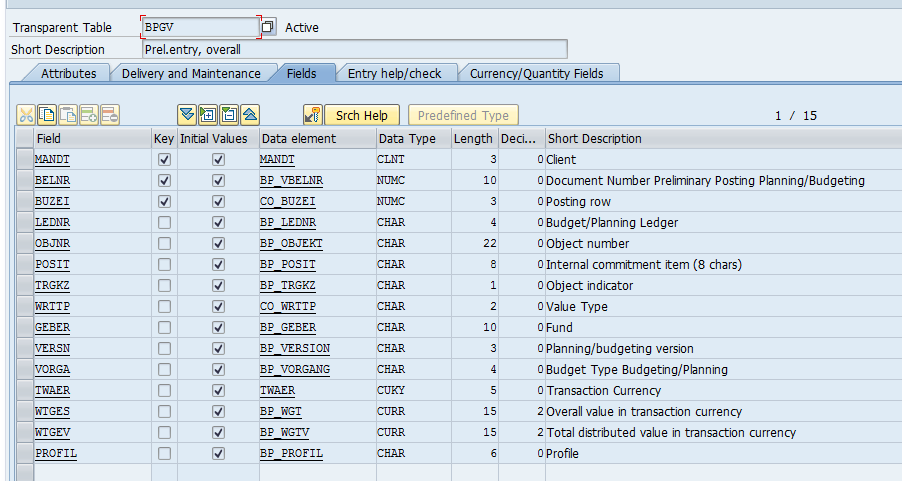 Transparent Table BPGV Active
Short Description Prel.entry, overall
Attributes Delivery and Maintenance Fields Entry help/check Currency/Quantity Fields
Srch Help Predefined Type 1 / 15
Field Key Initial Values Data element Data Type Length Deci... Short Description
MANDT MANDT CLNT 3 0 Client
BELNR BP_VBELNR NUMC 10 0 Document Number Preliminary Posting Planning/Budgeting
BUZEI CO_BUZEI NUMC 3 0 Posting row
LEDNR BP_LEDNR CHAR 4 0 Budget/Planning Ledger
OBJNR BP_OBJEKT CHAR 22 0 Object number
POSIT BP_POSIT CHAR 8 0 Internal commitment item (8 chars)
TRGKZ BP_TRGKZ CHAR 1 0 Object indicator
WRTTP CO_WRTTP CHAR 2 0 Value Type
GEBER BP_GEBER CHAR 10 0 Fund
VERSN BP_VERSION CHAR 3 0 Planning/budgeting version
VORGA BP_VORGANG CHAR 4 0 Budget Type Budgeting/Planning
TWAER TWAER CUKY 5 0 Transaction Currency
WTGES BP_WGT CURR 15 2 Overall value in transaction currency
WTGEV BP_WGTV CURR 15 2 Total distributed value in transaction currency
PROFIL BP_PROFIL CHAR 6 0 Profile